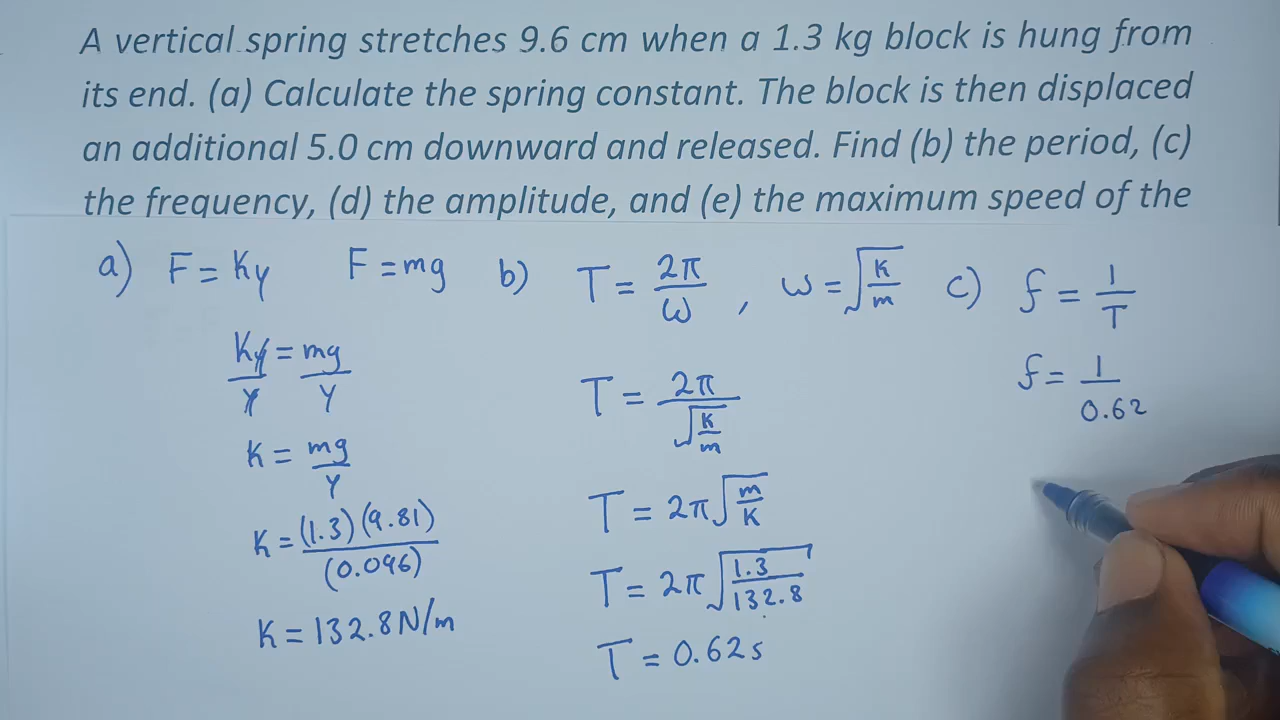 A vertical spring stretches 9.6 cm when a 1.3 kg block is hung from
its end. (a) Calculate the spring constant. The block is then displaced
an additional 5.0 cm downward and released. Find (b) the period, (c)
the frequency, (d) the amplitude, and (e) the maximum speed of the
a) F = Ky F = mg
Ky/y = mg/y
K = mg/y
K = (1.3)(9.81)/(0.096)
K = 132.8 N/m
b) T = 2π/ω , ω = √(K/m)
T = 2π/√(K/m)
T = 2π√(m/K)
T = 2π√(1.3/132.8)
T = 0.62s
c) f = 1/T
f = 1/0.62